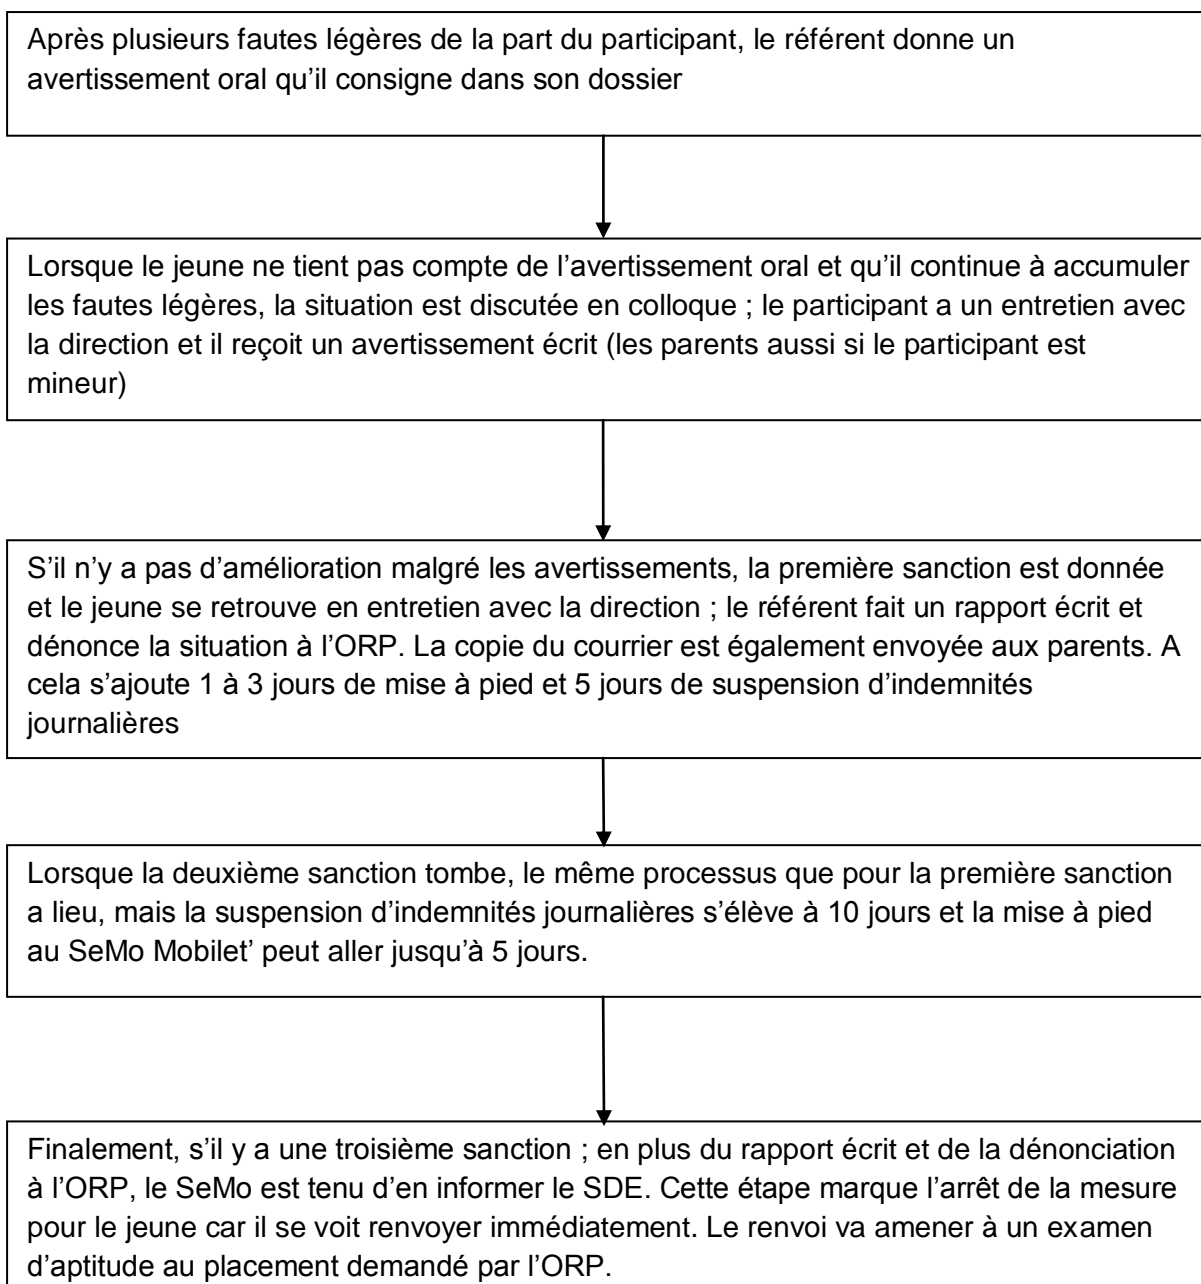 Après plusieurs fautes légères de la part du participant, le référent donne un
avertissement oral qu’il consigne dans son dossier
Lorsque le jeune ne tient pas compte de l’avertissement oral et qu’il continue à accumuler
les fautes légères, la situation est discutée en colloque ; le participant a un entretien avec
la direction et il reçoit un avertissement écrit (les parents aussi si le participant est
mineur)
S’il n’y a pas d’amélioration malgré les avertissements, la première sanction est donnée
et le jeune se retrouve en entretien avec la direction ; le référent fait un rapport écrit et
dénonce la situation à l’ORP. La copie du courrier est également envoyée aux parents. A
cela s’ajoute 1 à 3 jours de mise à pied et 5 jours de suspension d’indemnités
journalières
Lorsque la deuxième sanction tombe, le même processus que pour la première sanction
a lieu, mais la suspension d’indemnités journalières s’élève à 10 jours et la mise à pied
au SeMo Mobilet’ peut aller jusqu’à 5 jours.
Finalement, s’il y a une troisième sanction ; en plus du rapport écrit et de la dénonciation
à l’ORP, le SeMo est tenu d’en informer le SDE. Cette étape marque l’arrêt de la mesure
pour le jeune car il se voit renvoyer immédiatement. Le renvoi va amener à un examen
d’aptitude au placement demandé par l’ORP.